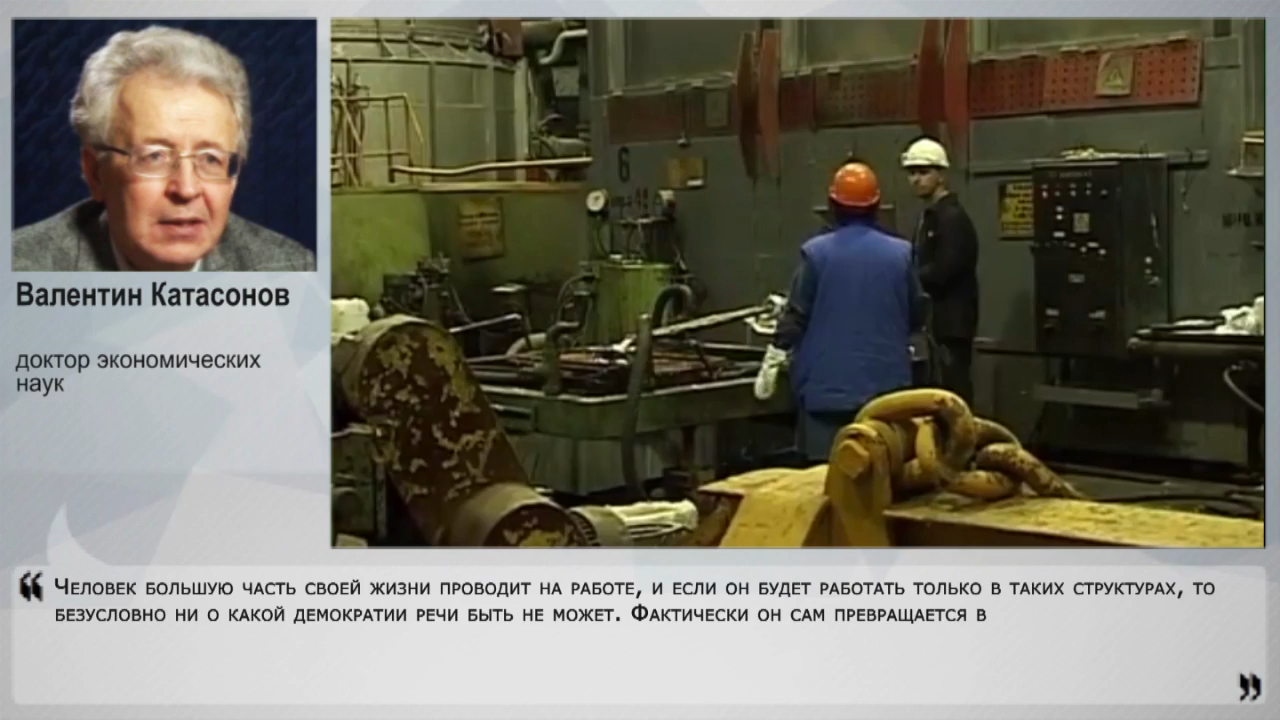 Валентин Катасонов
доктор экономических
наук
6
“ Человек большую часть своей жизни проводит на работе, и если он будет работать только в таких структурах, то
безусловно ни о какой демократии речи быть не может. Фактически он сам превращается в
”